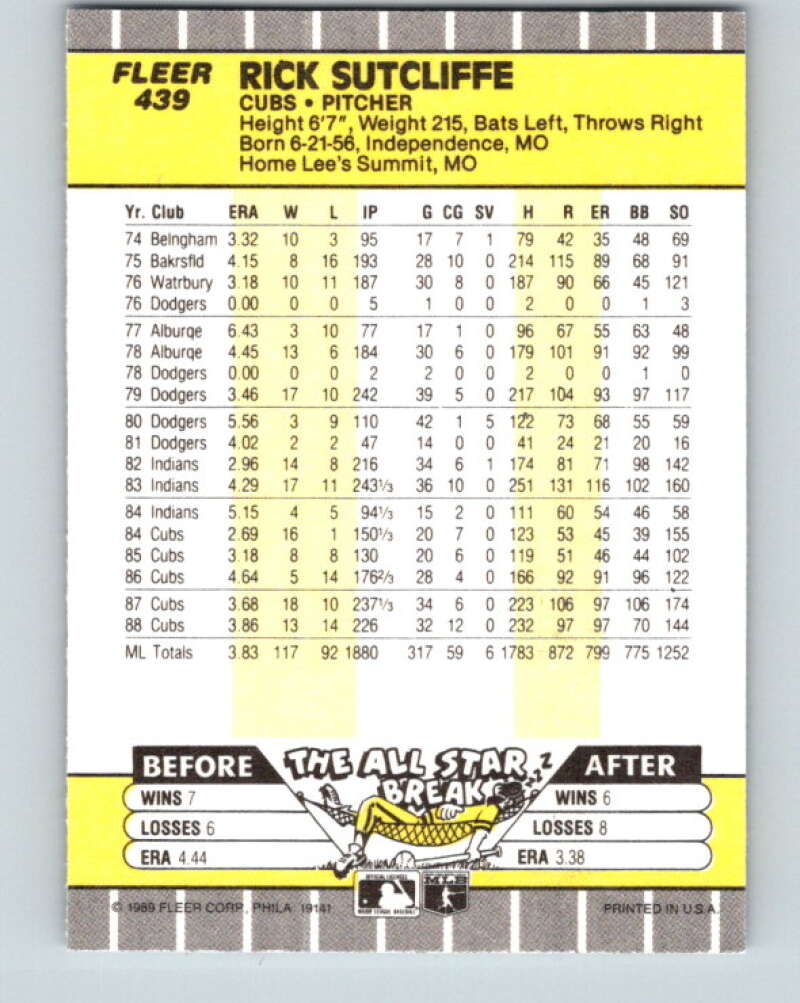 FLEER
439
RICK SUTCLIFFE
CUBS • PITCHER
Height 6'7", Weight 215, Bats Left, Throws Right
Born 6-21-56, Independence, MO
Home Lee's Summit, MO
Yr. Club ERA W L IP G CG SV H R ER BB SO
74 Belngham 3.32 10 3 95 17 7 1 79 42 35 48 69
75 Bakrsfld 4.15 8 16 193 28 10 0 214 115 89 68 91
76 Watrbury 3.18 10 11 187 30 8 0 187 90 66 45 121
76 Dodgers 0.00 0 0 5 1 0 0 2 0 0 1 3
77 Alburqe 6.43 3 10 77 17 1 0 96 67 55 63 48
78 Alburqe 4.45 13 6 184 30 6 0 179 101 91 92 99
78 Dodgers 0.00 0 0 2 2 0 0 2 0 0 1 0
79 Dodgers 3.46 17 10 242 39 5 0 217 104 93 97 117
80 Dodgers 5.56 3 9 110 42 1 5 122 73 68 55 59
81 Dodgers 4.02 2 2 47 14 0 0 41 24 21 20 16
82 Indians 2.96 14 8 216 34 6 1 174 81 71 98 142
83 Indians 4.29 17 11 243⅓ 36 10 0 251 131 116 102 160
84 Indians 5.15 4 5 94⅓ 15 2 0 111 60 54 46 58
84 Cubs 2.69 16 1 150⅓ 20 7 0 123 53 45 39 155
85 Cubs 3.18 8 8 130 20 6 0 119 51 46 44 102
86 Cubs 4.64 5 14 176⅔ 28 4 0 166 92 91 96 122
87 Cubs 3.68 18 10 237⅓ 34 6 0 223 106 97 106 174
88 Cubs 3.86 13 14 226 32 12 0 232 97 97 70 144
ML Totals 3.83 117 92 1880 317 59 6 1783 872 799 775 1252
BEFORE THE ALL STAR BREAK ZZZ AFTER
WINS 7 WINS 6
LOSSES 6 LOSSES 8
ERA 4.44 ERA 3.38
OFFICIAL LICENSEE
MAJOR LEAGUE BASEBALL
MLB
© 1989 FLEER CORP., PHILA. 19141 PRINTED IN U.S.A.